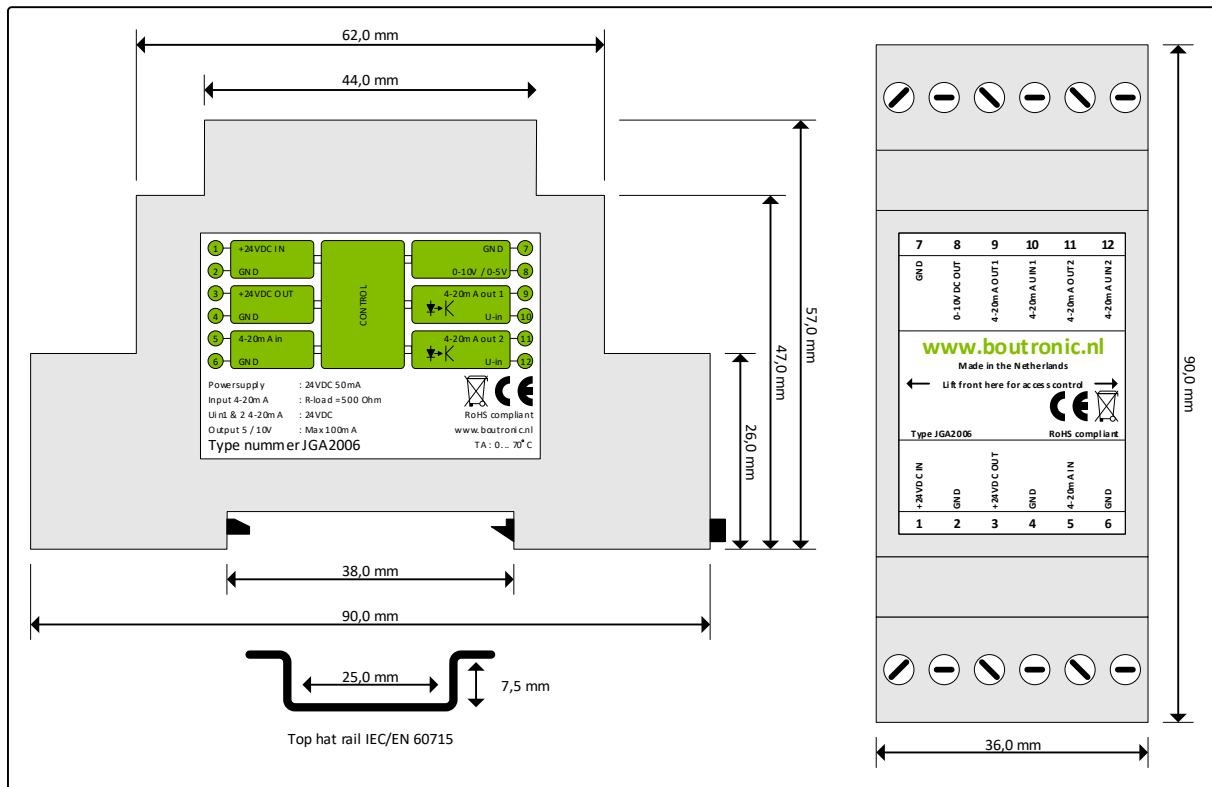 62,0 mm
44,0 mm
57,0 mm
47,0 mm
26,0 mm
1 +24VDC IN
2 GND
3 +24VDC OUT
4 GND
5 4-20mA in
6 GND
CONTROL
GND 7
0-10V / 0-5V 8
4-20mA out 1 9
U-in 10
4-20mA out 2 11
U-in 12
Powersupply : 24VDC 50mA
Input 4-20mA : R-load =500 Ohm
Uin1 & 2 4-20mA : 24VDC
Output 5 / 10V : Max 100mA
Type nummer JGA2006
CE
RoHS compliant
www.boutronic.nl
TA : 0... 70°C
38,0 mm
90,0 mm
25,0 mm
7,5 mm
Top hat rail IEC/EN 60715
7 8 9 10 11 12
GND
0-10VDC OUT
4-20mA OUT1
4-20mA UIN1
4-20mA OUT2
4-20mA UIN2
www.boutronic.nl
Made in the Netherlands
Lift front here for access control
CE
Type JGA2006 RoHS compliant
+24VDC IN
GND
+24VDC OUT
GND
4-20mA IN
GND
1 2 3 4 5 6
90,0 mm
36,0 mm